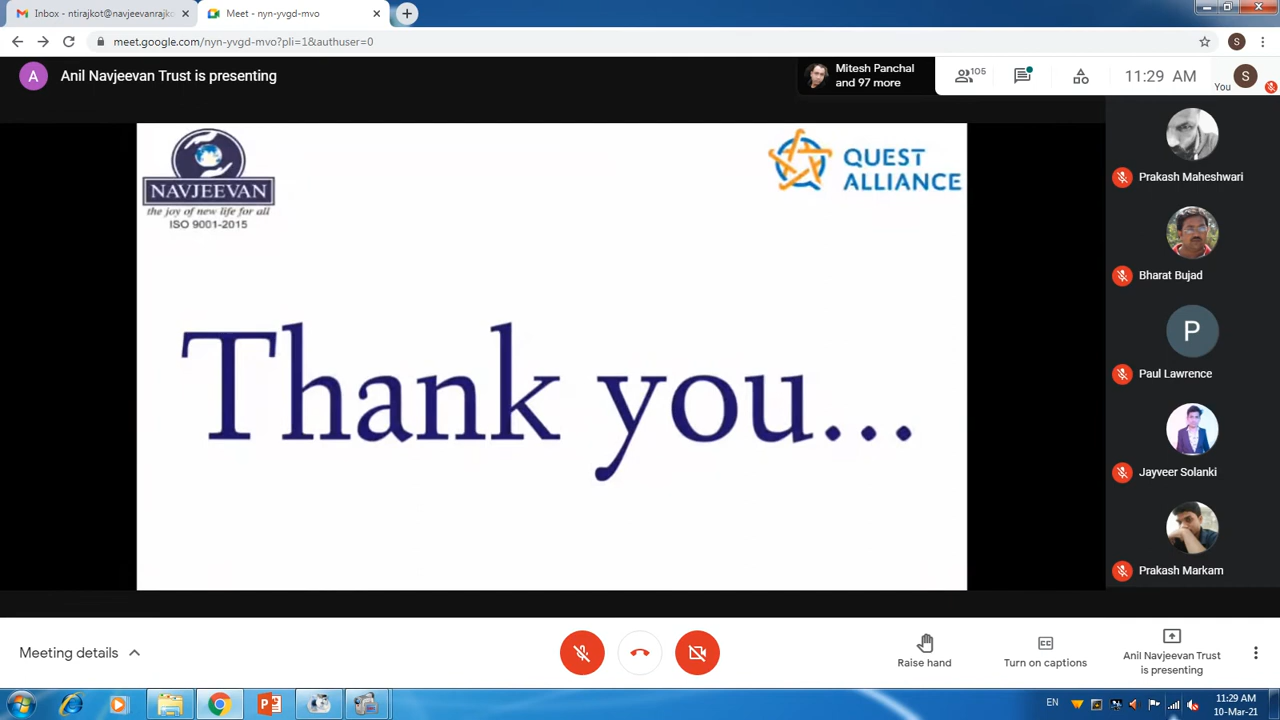 Inbox - ntirajkot@navjeevanrajko
Meet - nyn-yvgd-mvo
meet.google.com/nyn-yvgd-mvo?pli=1&authuser=0
S
A
Anil Navjeevan Trust is presenting
Mitesh Panchal
and 97 more
105
11:29 AM
You
S
NAVJEEVAN
the joy of new life for all
ISO 9001-2015
QUEST
ALLIANCE
Thank you...
Prakash Maheshwari
Bharat Bujad
P
Paul Lawrence
Jayveer Solanki
Prakash Markam
Meeting details
Raise hand
CC
Turn on captions
Anil Navjeevan Trust
is presenting
EN
11:29 AM
10-Mar-21